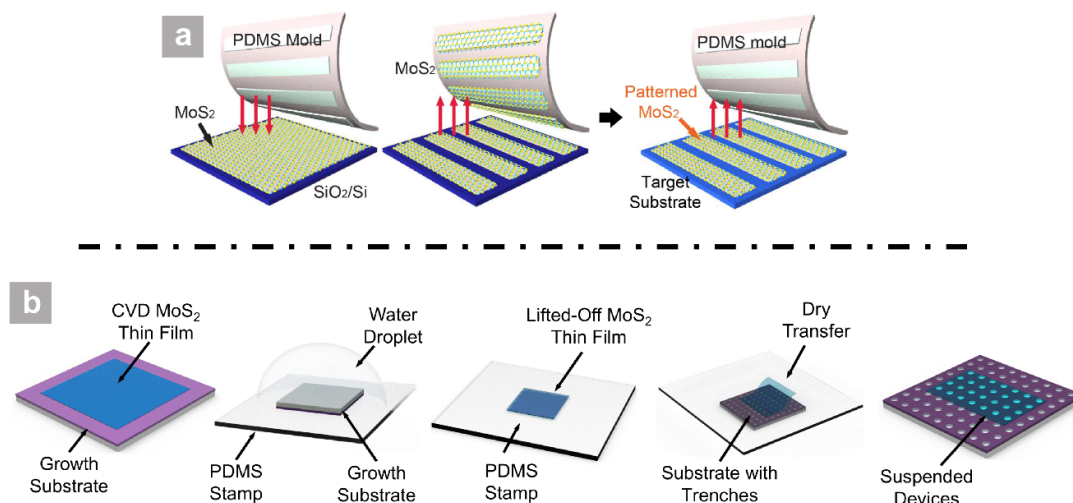 a
PDMS Mold
MoS₂
SiO₂/Si
MoS₂
PDMS mold
Patterned
MoS₂
Target
Substrate
b
CVD MoS₂
Thin Film
Growth
Substrate
Water
Droplet
PDMS
Stamp
Growth
Substrate
Lifted-Off MoS₂
Thin Film
PDMS
Stamp
Dry
Transfer
Substrate with
Trenches
Suspended
Devices